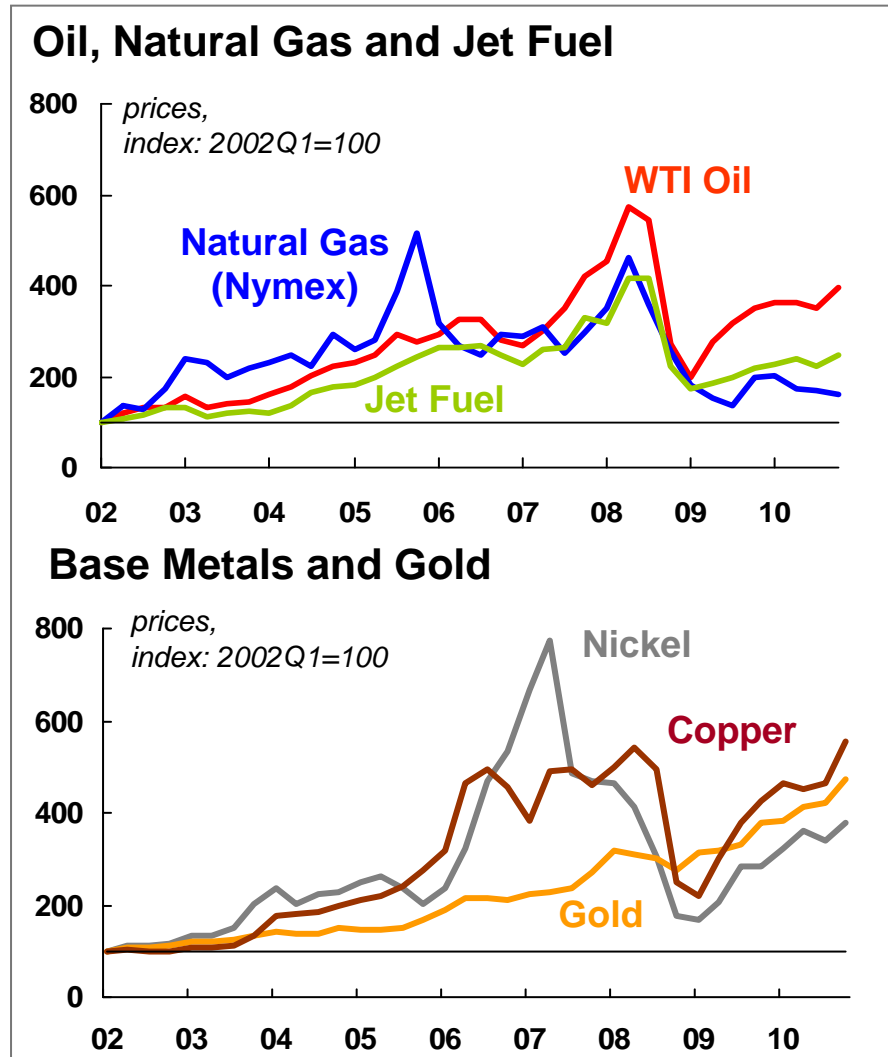 Oil, Natural Gas and Jet Fuel
800
prices,
index: 2002Q1=100
WTI Oil
600
Natural Gas
(Nymex)
400
200
Jet Fuel
0
02 03 04 05 06 07 08 09 10
Base Metals and Gold
800
prices,
index: 2002Q1=100
Nickel
600
Copper
400
200
Gold
0
02 03 04 05 06 07 08 09 10